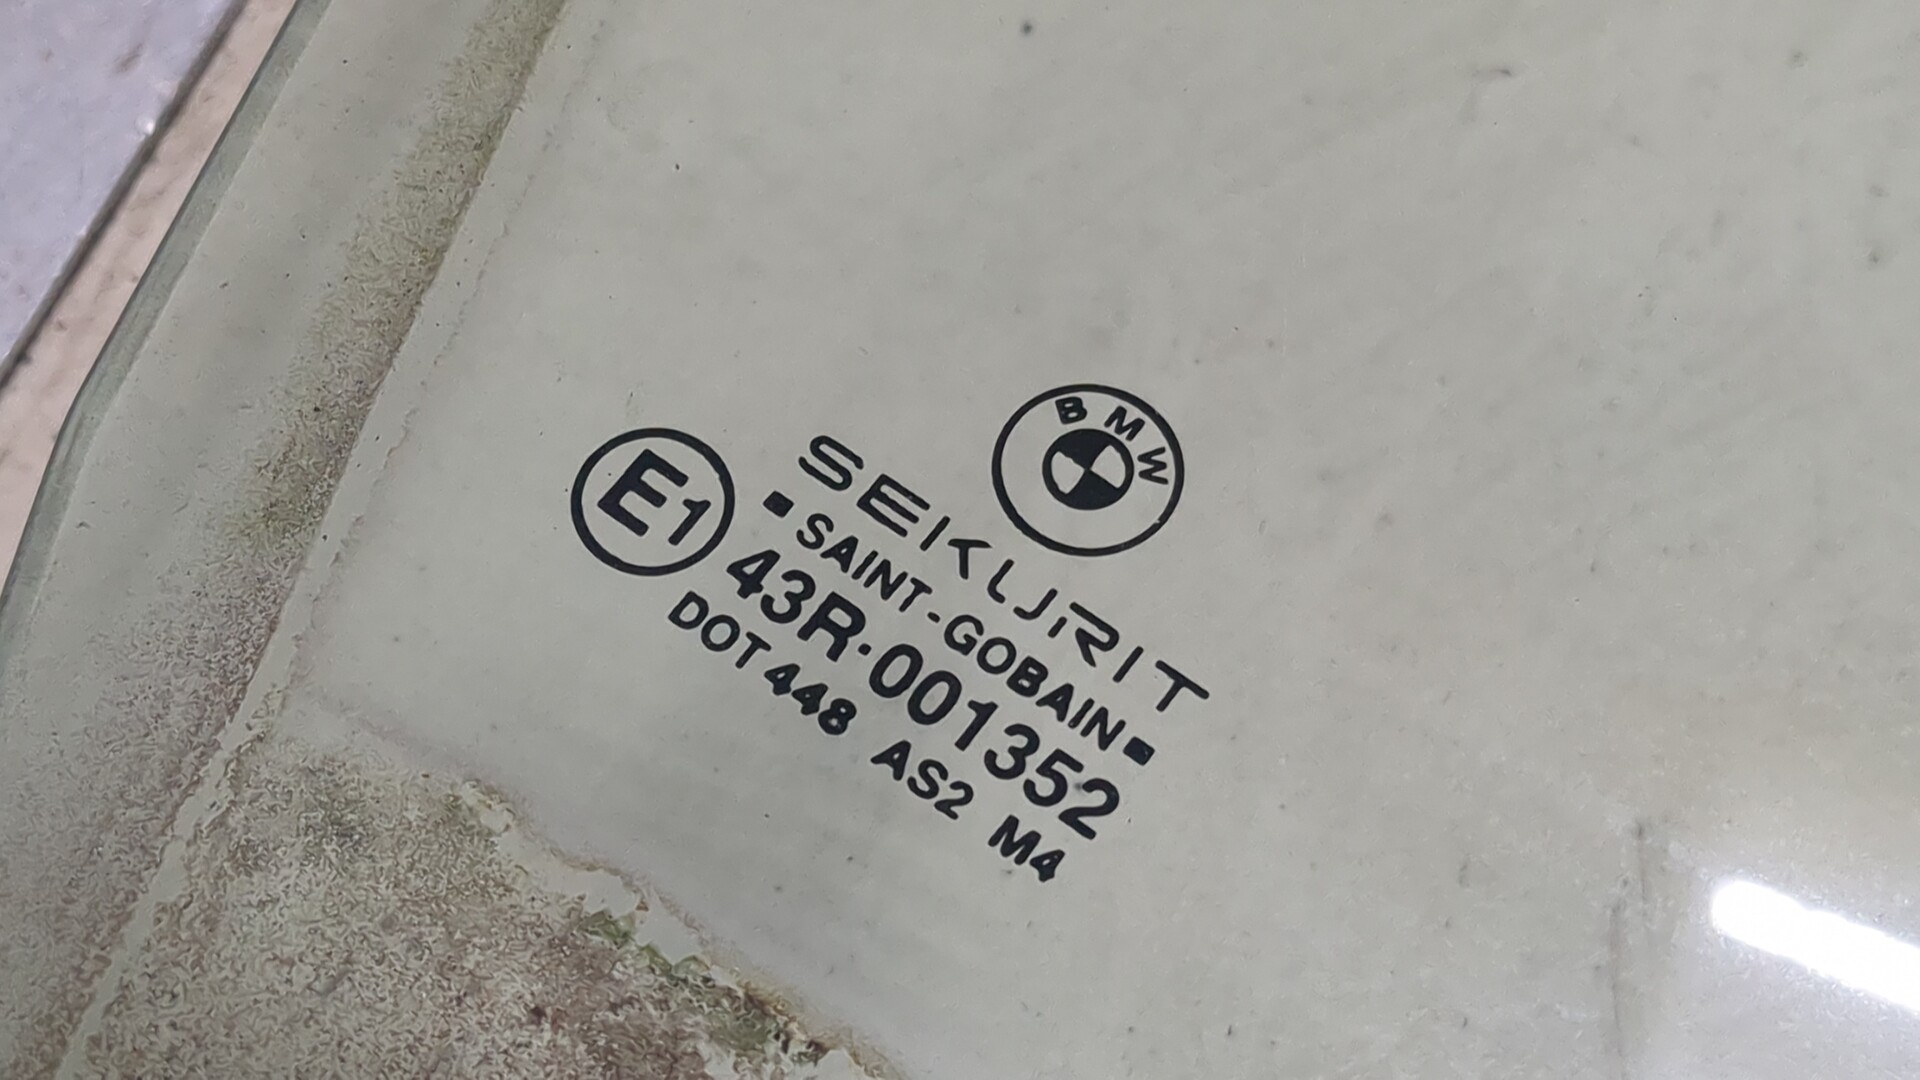 BMW
SEKURIT
SAINT-GOBAIN
E1
43R·001352
DOT 448 AS2 M4